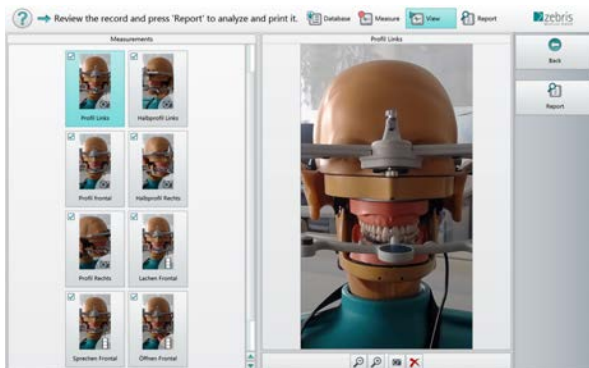 Review the record and press 'Report' to analyze and print it.
Database
Measure
View
Report
zebris
Measurements
Profil Links
Back
Report
Profil Links
Halbprofil Links
Profil Frontal
Halbprofil Rechts
Profil Rechts
Lachen Frontal
Sprechen Frontal
Öffnen Frontal